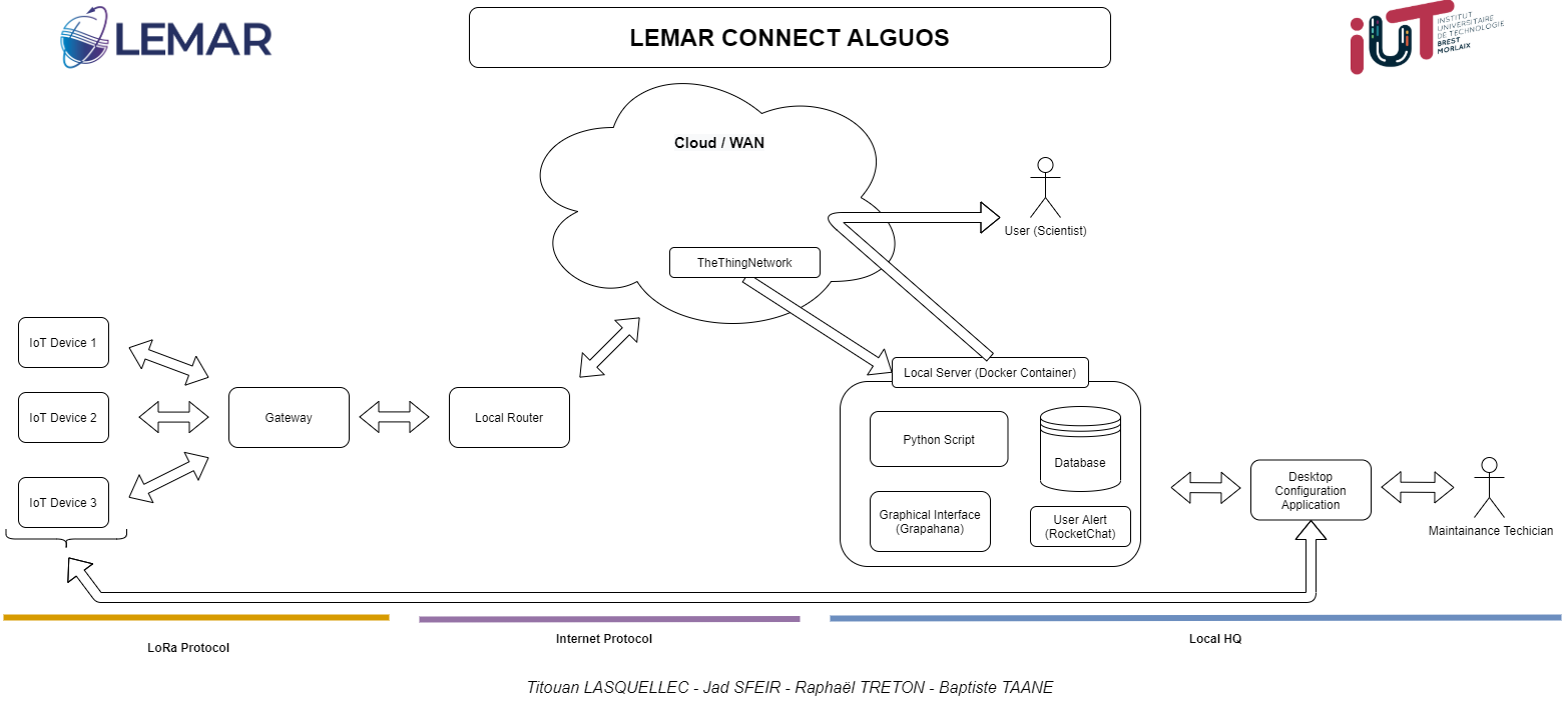 LEMAR
LEMAR CONNECT ALGUOS
iUT
INSTITUT
UNIVERSITAIRE
DE TECHNOLOGIE
BREST
MORLAIX
Cloud / WAN
User (Scientist)
TheThingNetwork
IoT Device 1
Local Server (Docker Container)
IoT Device 2
Gateway
Local Router
Python Script
Database
IoT Device 3
Graphical Interface
(Grapahana)
User Alert
(RocketChat)
Desktop
Configuration
Application
Maintainance Techician
LoRa Protocol
Internet Protocol
Local HQ
Titouan LASQUELLEC - Jad SFEIR - Raphaël TRETON - Baptiste TAANE